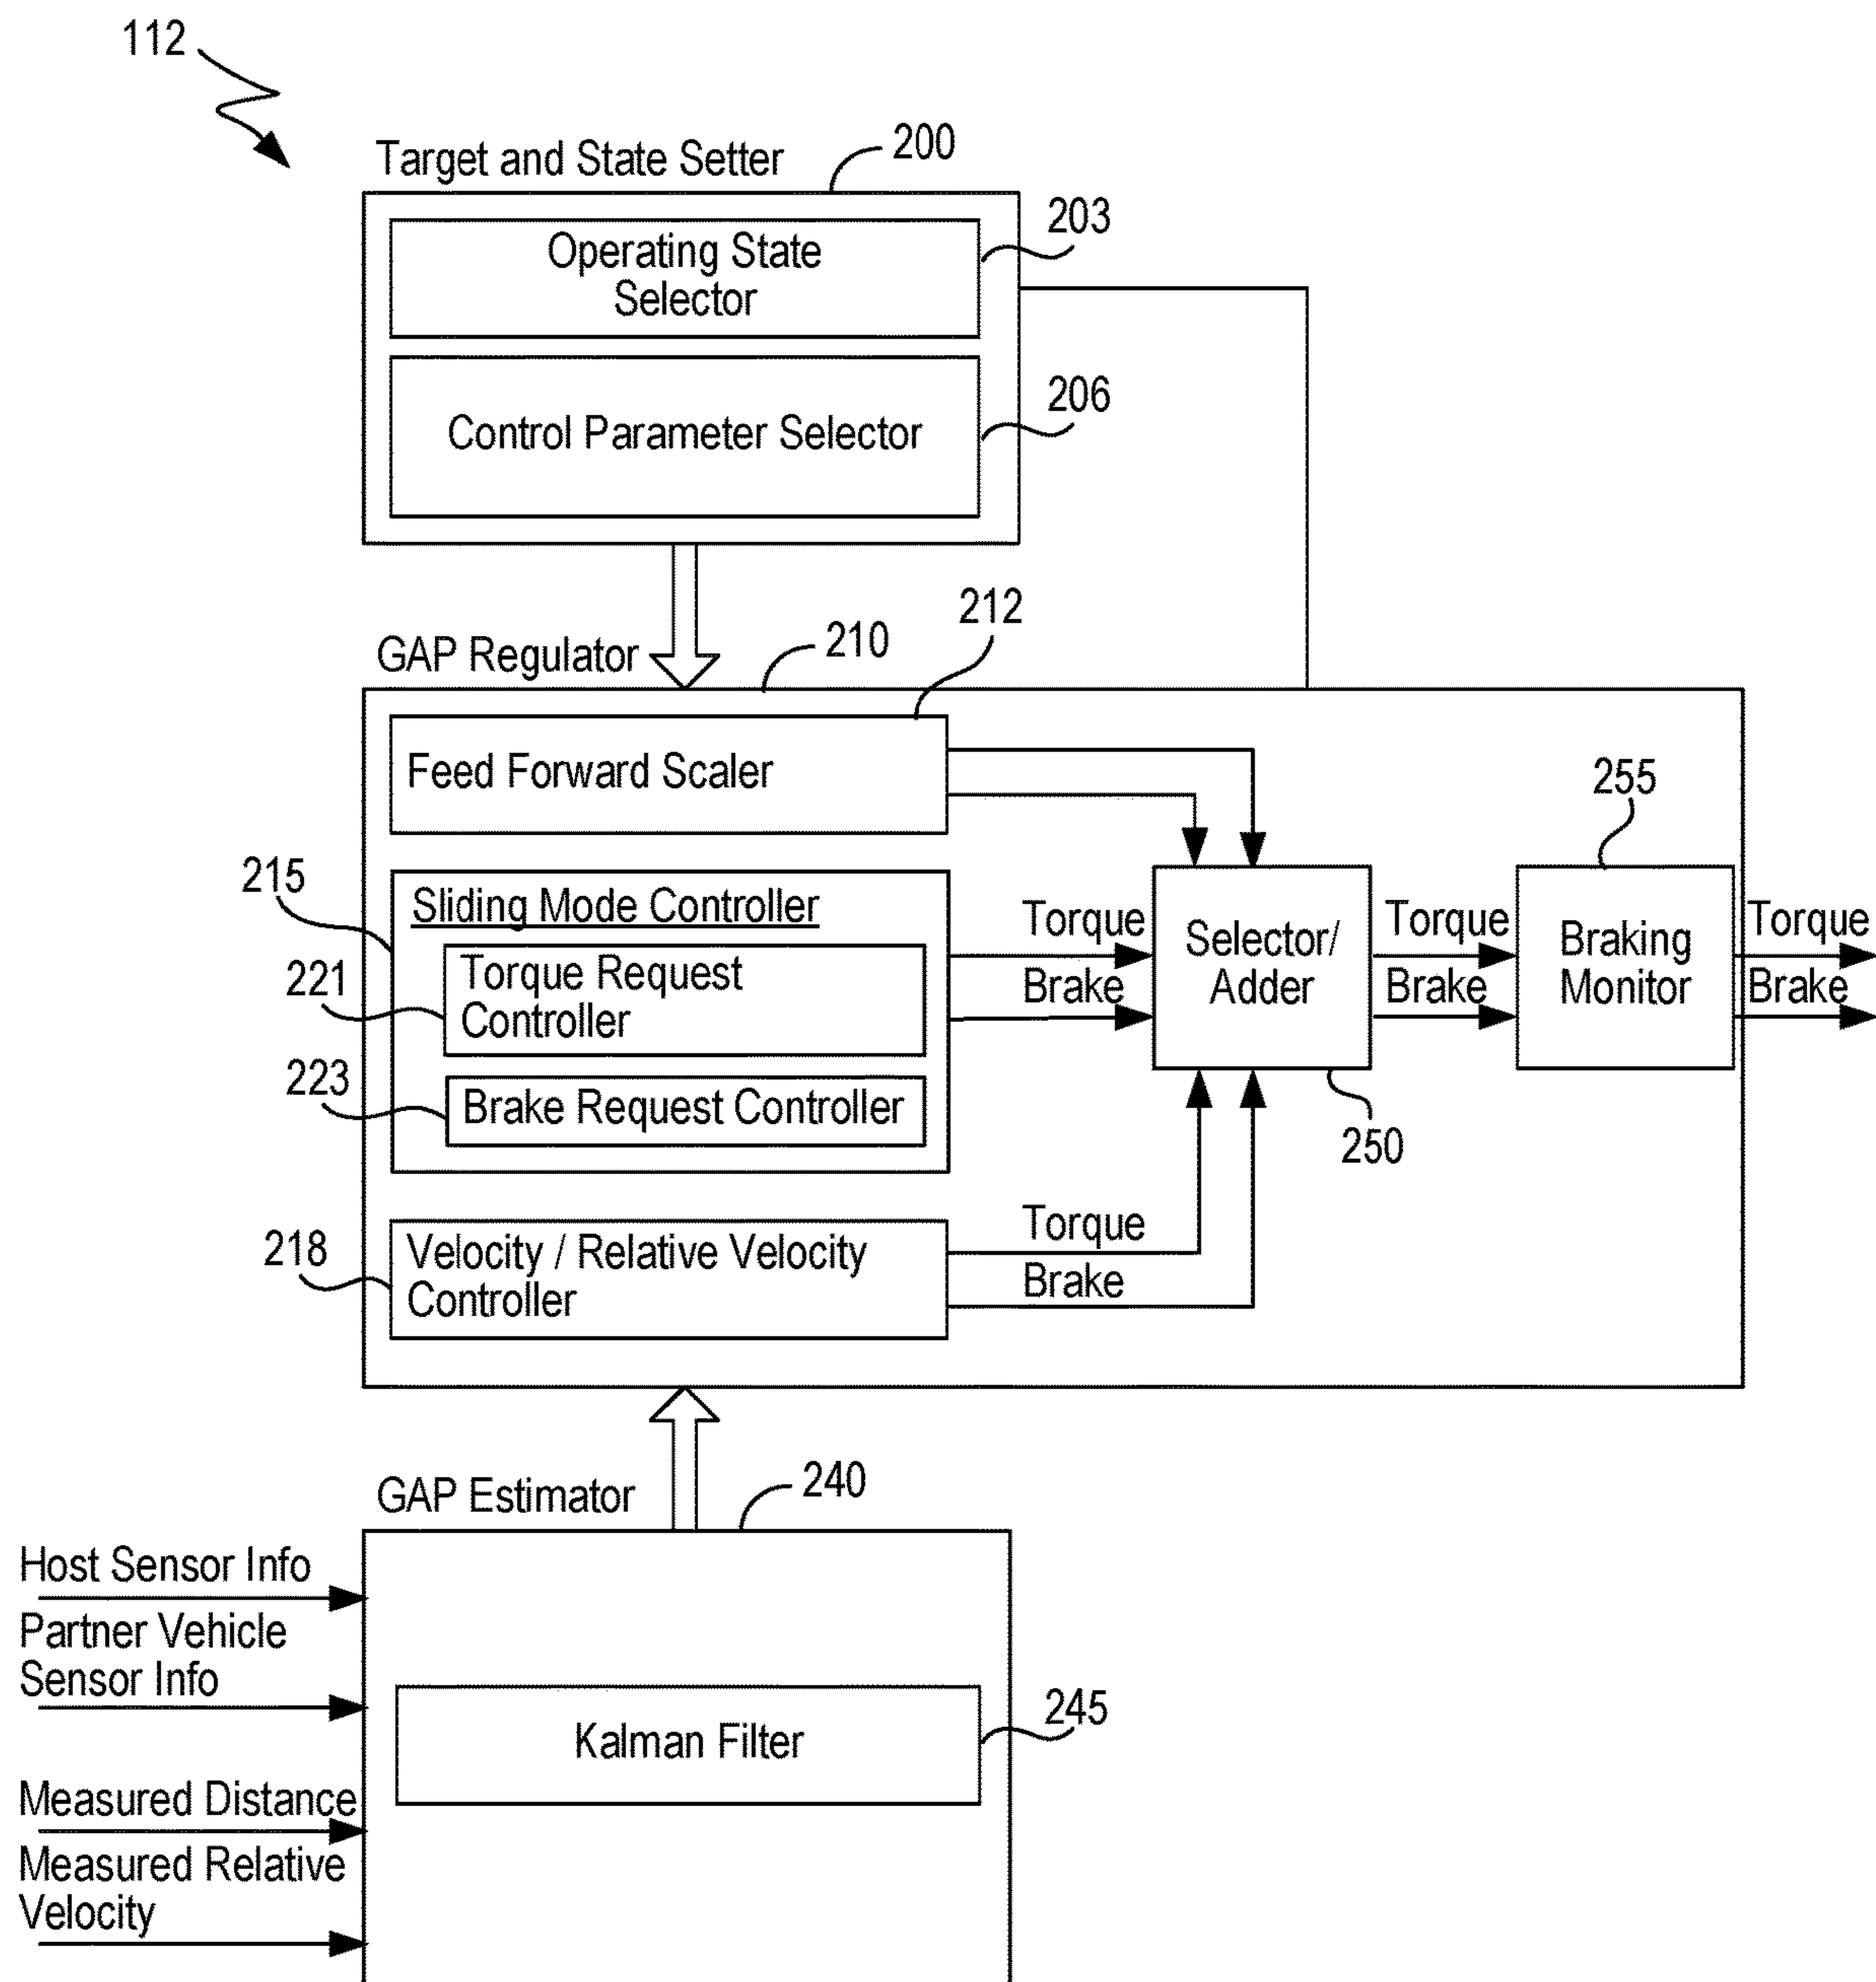 112
Target and State Setter
200
Operating State
Selector
203
Control Parameter Selector
206
GAP Regulator
210
212
Feed Forward Scaler
255
215
Sliding Mode Controller
221
Torque Request
Controller
223
Brake Request Controller
Torque
Brake
Selector/
Adder
Torque
Brake
Braking
Monitor
Torque
Brake
250
218
Velocity / Relative Velocity
Controller
Torque
Brake
GAP Estimator
240
Host Sensor Info
Partner Vehicle
Sensor Info
Kalman Filter
245
Measured Distance
Measured Relative
Velocity